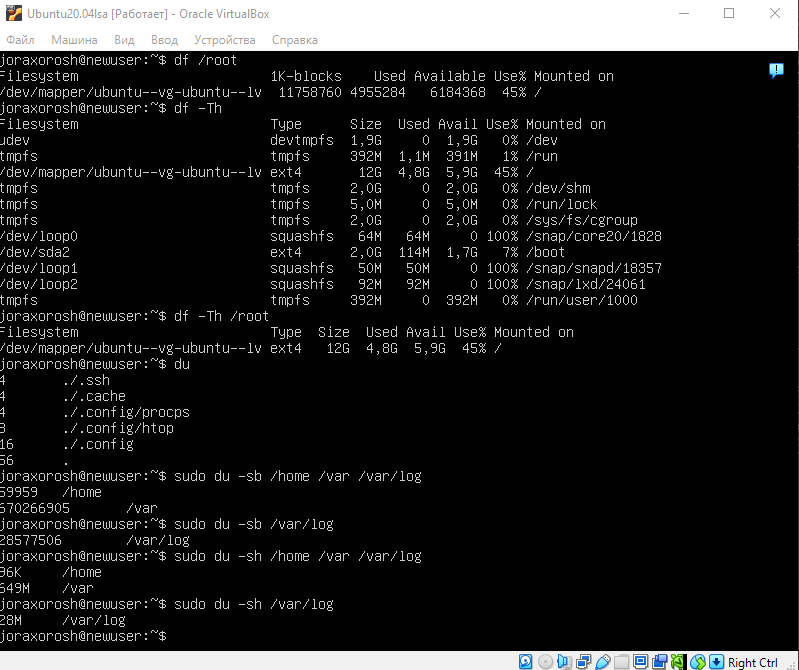 Ubuntu20.04lsa [Работает] - Oracle VirtualBox
Файл Машина Вид Ввод Устройства Справка
joraxorosh@newuser:~$ df /root
Filesystem 1K-blocks Used Available Use% Mounted on
/dev/mapper/ubuntu--vg-ubuntu--lv 11758760 4955284 6184368 45% /
joraxorosh@newuser:~$ df -Th
Filesystem Type Size Used Avail Use% Mounted on
udev devtmpfs 1,9G 0 1,9G 0% /dev
tmpfs tmpfs 392M 1,1M 391M 1% /run
/dev/mapper/ubuntu--vg-ubuntu--lv ext4 12G 4,8G 5,9G 45% /
tmpfs tmpfs 2,0G 0 2,0G 0% /dev/shm
tmpfs tmpfs 5,0M 0 5,0M 0% /run/lock
tmpfs tmpfs 2,0G 0 2,0G 0% /sys/fs/cgroup
/dev/loop0 squashfs 64M 64M 0 100% /snap/core20/1828
/dev/sda2 ext4 2,0G 114M 1,7G 7% /boot
/dev/loop1 squashfs 50M 50M 0 100% /snap/snapd/18357
/dev/loop2 squashfs 92M 92M 0 100% /snap/lxd/24061
tmpfs tmpfs 392M 0 392M 0% /run/user/1000
joraxorosh@newuser:~$ df -Th /root
Filesystem Type Size Used Avail Use% Mounted on
/dev/mapper/ubuntu--vg-ubuntu--lv ext4 12G 4,8G 5,9G 45% /
joraxorosh@newuser:~$ du
4 ./.ssh
4 ./.cache
4 ./.config/procps
8 ./.config/htop
16 ./.config
56 .
joraxorosh@newuser:~$ sudo du -sb /home /var /var/log
59959 /home
670266905 /var
joraxorosh@newuser:~$ sudo du -sb /var/log
28577506 /var/log
joraxorosh@newuser:~$ sudo du -sh /home /var /var/log
96K /home
649M /var
joraxorosh@newuser:~$ sudo du -sh /var/log
28M /var/log
joraxorosh@newuser:~$
Right Ctrl